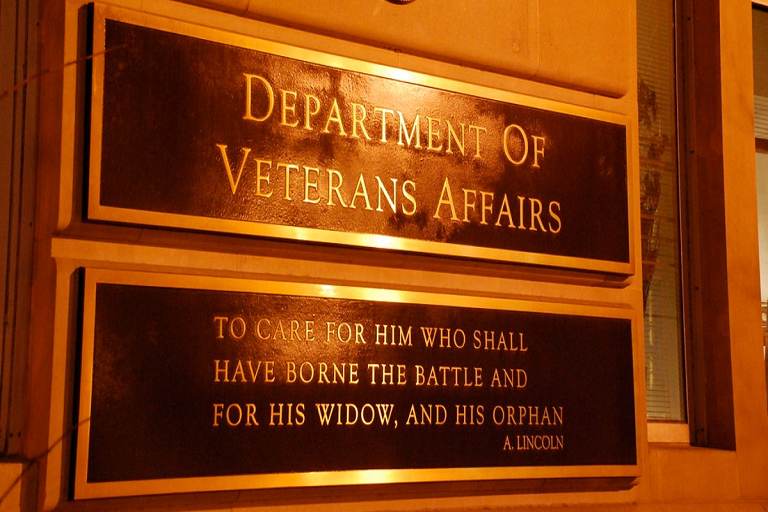 DEPARTMENT OF
VETERANS AFFAIRS
TO CARE FOR HIM WHO SHALL
HAVE BORNE THE BATTLE AND
FOR HIS WIDOW, AND HIS ORPHAN
A. LINCOLN